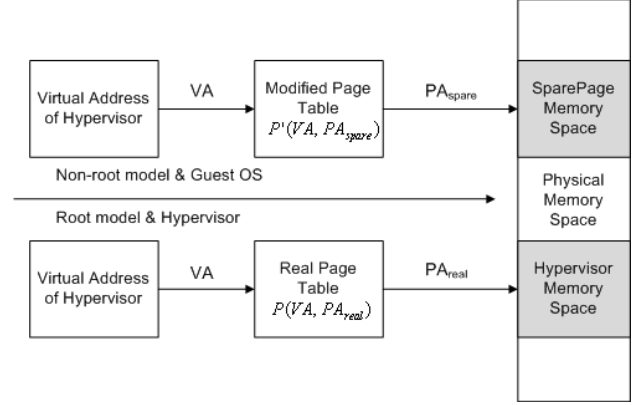 Virtual Address
of Hypervisor
VA
Modified Page
Table
P'(VA, PAspare)
PAspare
SparePage
Memory
Space
Non-root model & Guest OS
Physical
Memory
Space
Root model & Hypervisor
Virtual Address
of Hypervisor
VA
Real Page
Table
P(VA, PAreal)
PAreal
Hypervisor
Memory
Space